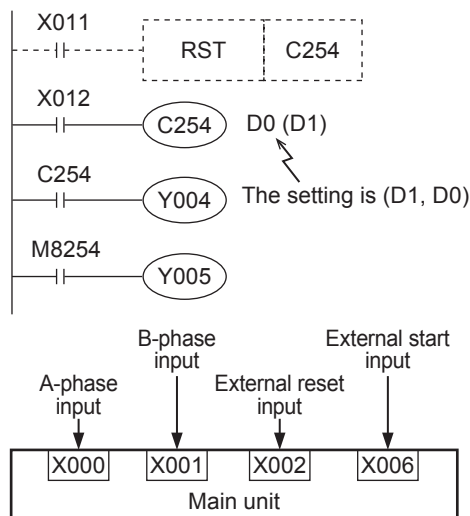 X011
RST C254
X012
C254 D0 (D1)
C254
Y004 The setting is (D1, D0)
M8254
Y005
B-phase input
External start input
A-phase input
External reset input
X000 X001 X002 X006
Main unit